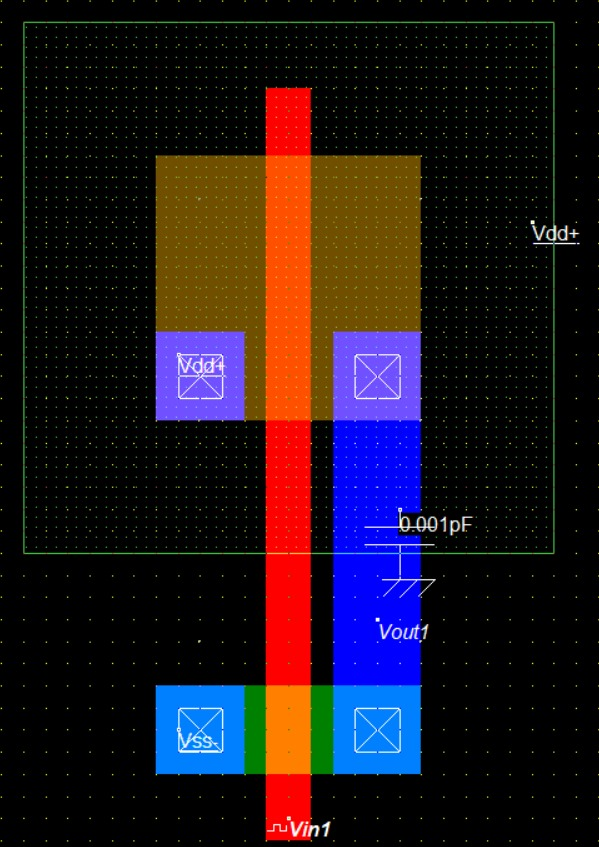 Vdd+
Vdd+
0.001pF
Vout1
Vss-
Vin1